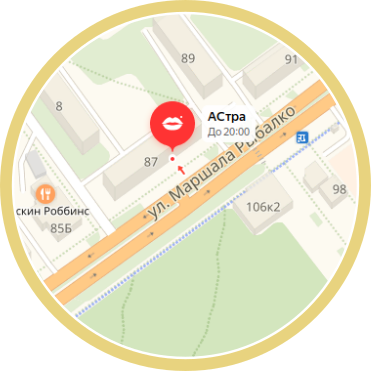 89
91
8
АСтра
До 20:00
87
ул. Маршала Рыбалко
скин Роббинс
85Б
98
106к2